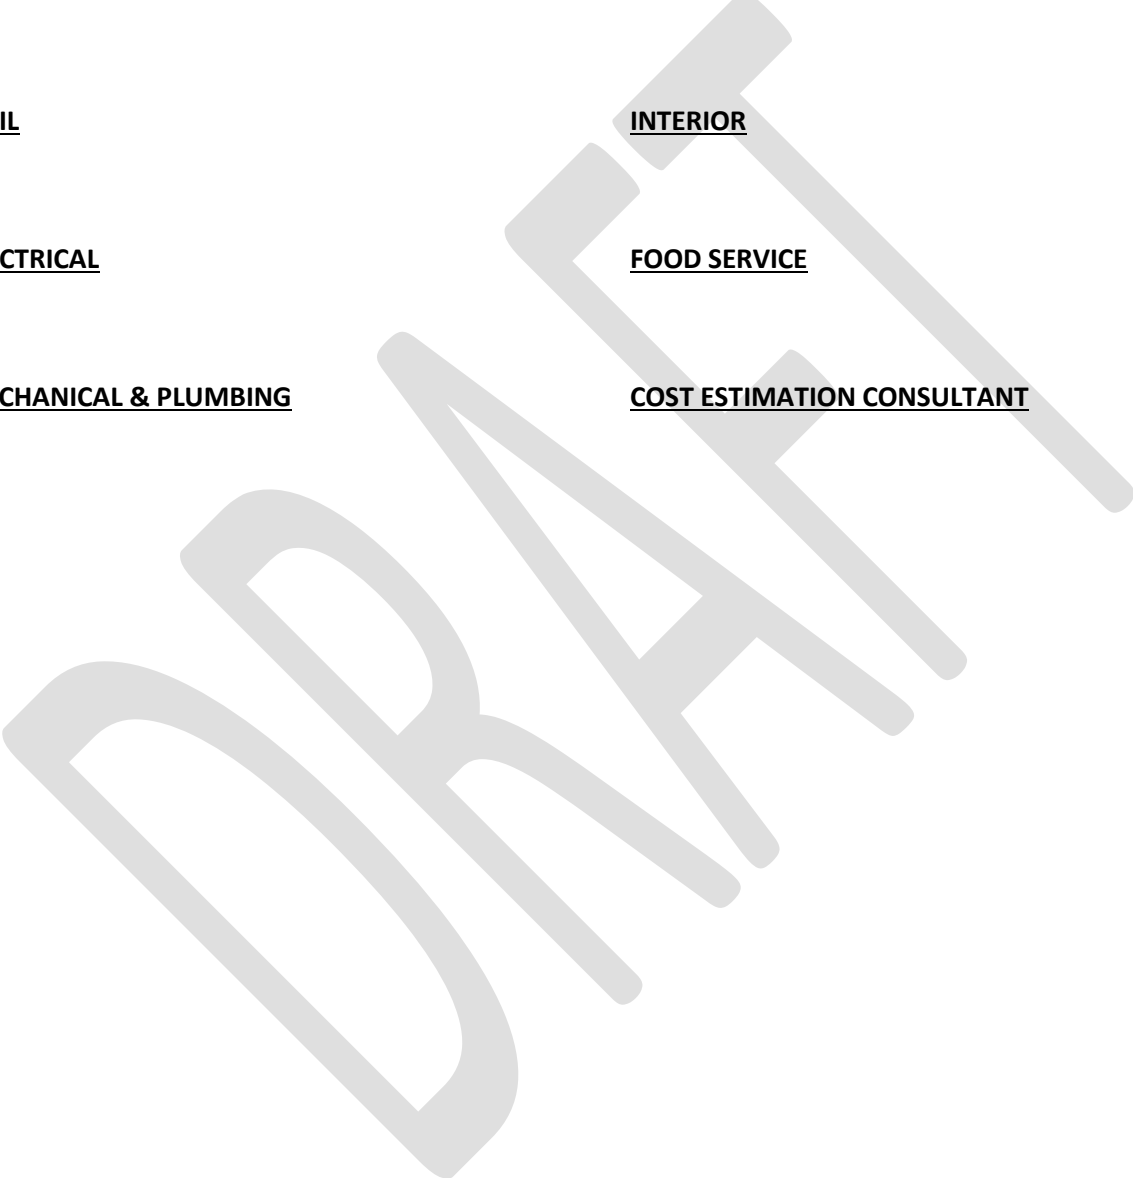 IL
INTERIOR
CTRICAL
FOOD SERVICE
CHANICAL & PLUMBING
COST ESTIMATION CONSULTANT
DRAFT